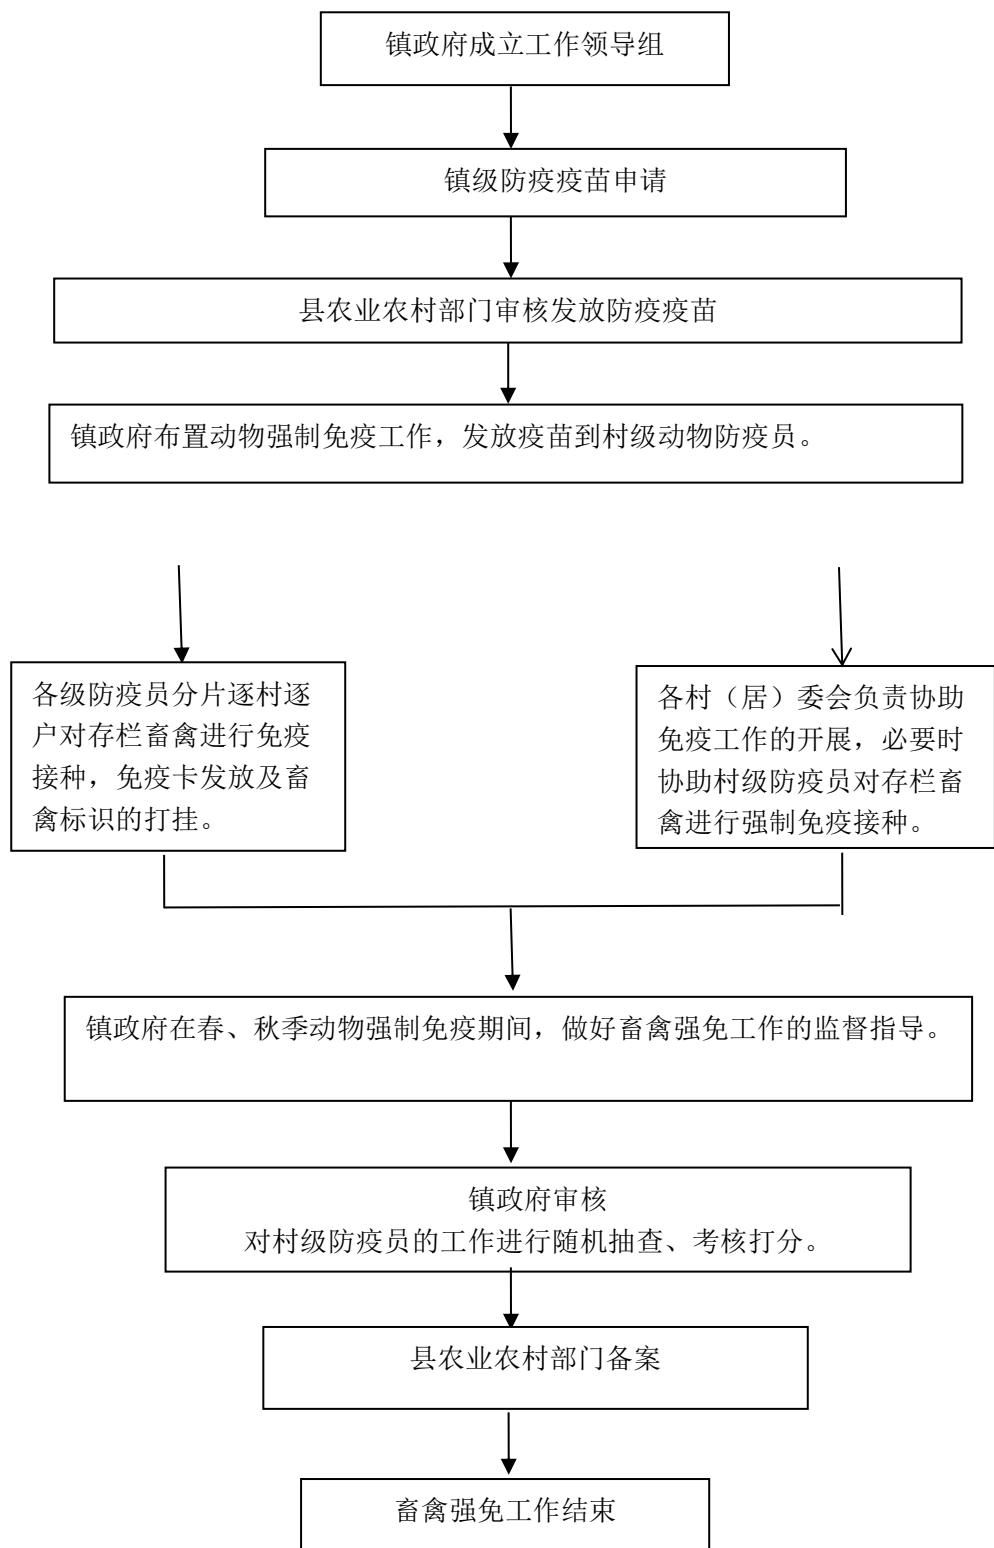 镇政府成立工作领导组
镇级防疫疫苗申请
县农业农村部门审核发放防疫疫苗
镇政府布置动物强制免疫工作，发放疫苗到村级动物防疫员。
各级防疫员分片逐村逐
户对存栏畜禽进行免疫
接种，免疫卡发放及畜
禽标识的打挂。
各村（居）委会负责协助
免疫工作的开展，必要时
协助村级防疫员对存栏畜
禽进行强制免疫接种。
镇政府在春、秋季动物强制免疫期间，做好畜禽强免工作的监督指导。
镇政府审核
对村级防疫员的工作进行随机抽查、考核打分。
县农业农村部门备案
畜禽强免工作结束